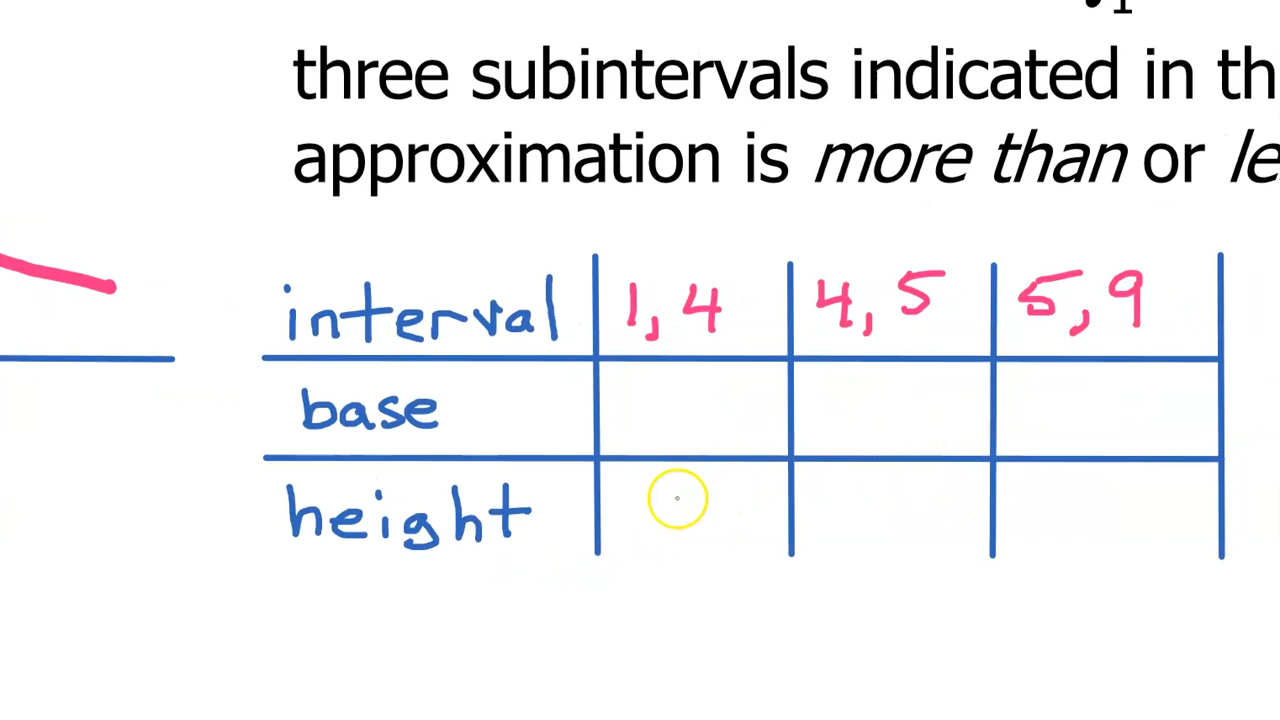 1
three subintervals indicated in th
approximation is more than or le
interval 1, 4 4, 5 5, 9
base
height